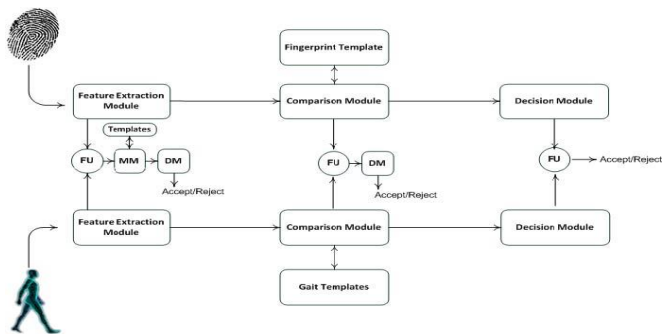 Fingerprint Template
Feature Extraction
Module
Comparison Module
Decision Module
Templates
FU
MM
DM
Accept/Reject
FU
DM
Accept/Reject
FU
Accept/Reject
Feature Extraction
Module
Comparison Module
Decision Module
Gait Templates